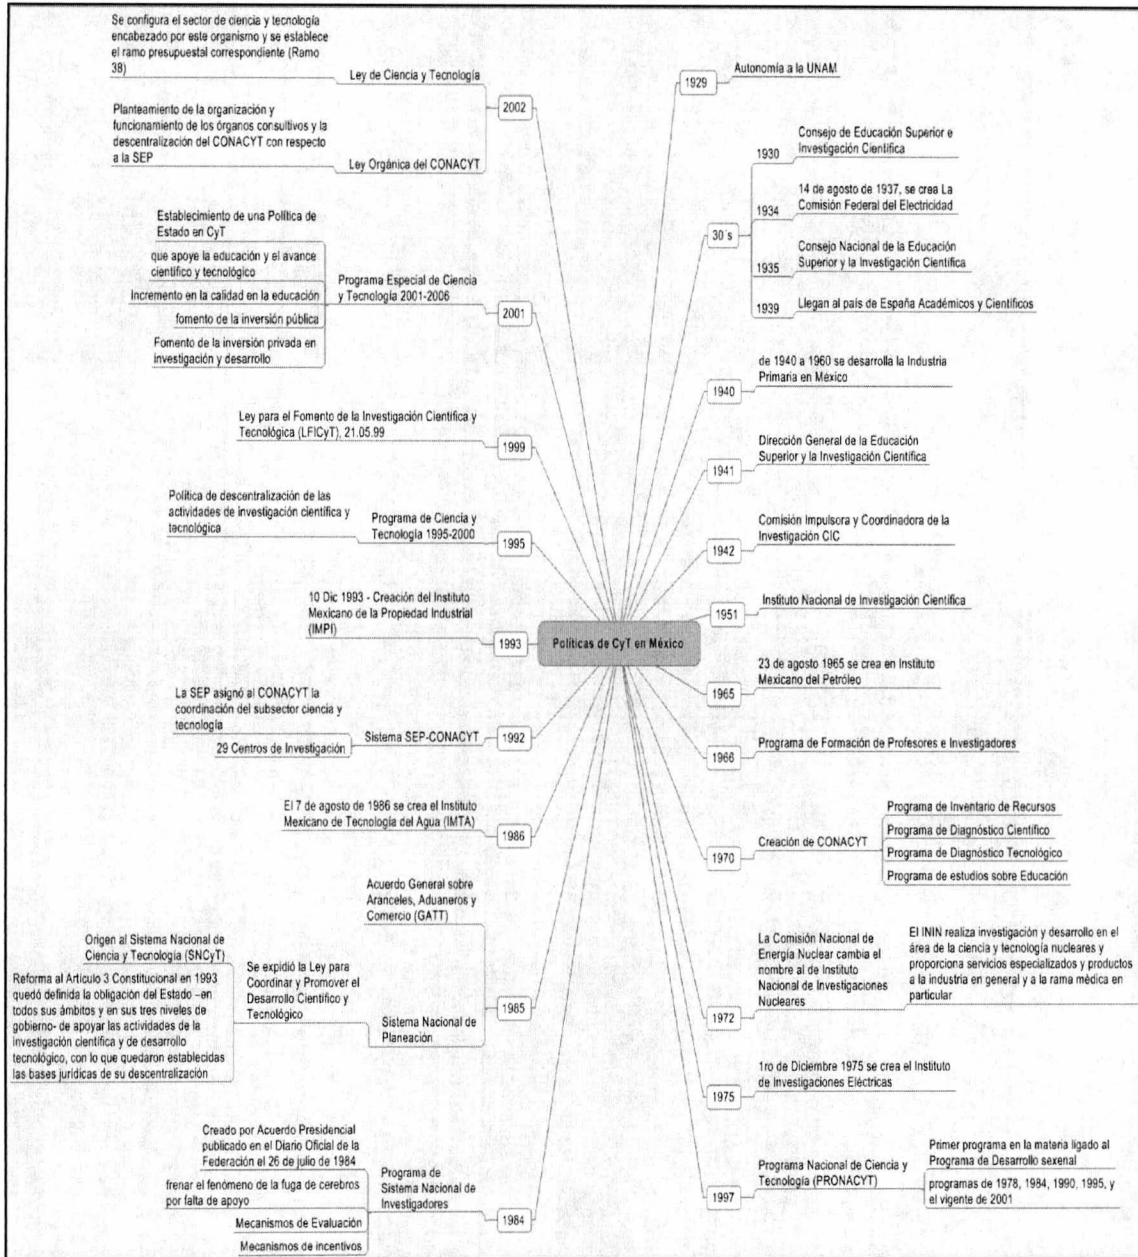 Políticas de CyT en México
1929
Autonomía a la UNAM
30´s
1930
Consejo de Educación Superior e
Investigación Científica
1934
14 de agosto de 1937, se crea La
Comisión Federal del Electricidad
1935
Consejo Nacional de la Educación
Superior y la Investigación Científica
1939
Llegan al país de España Académicos y Científicos
1940
de 1940 a 1960 se desarrolla la Industria
Primaria en México
1941
Dirección General de la Educación
Superior y la Investigación Científica
1942
Comisión Impulsora y Coordinadora de la
Investigación CIC
1951
Instituto Nacional de Investigación Científica
1965
23 de agosto 1965 se crea en Instituto
Mexicano del Petróleo
1966
Programa de Formación de Profesores e Investigadores
1970
Creación de CONACYT
Programa de Inventario de Recursos
Programa de Diagnóstico Científico
Programa de Diagnóstico Tecnológico
Programa de estudios sobre Educación
1972
La Comisión Nacional de
Energía Nuclear cambia el
nombre al de Instituto
Nacional de Investigaciones
Nucleares
El ININ realiza investigación y desarrollo en el
área de la ciencia y tecnología nucleares y
proporciona servicios especializados y productos
a la industria en general y a la rama médica en
particular
1975
1ro de Diciembre 1975 se crea el Instituto
de Investigaciones Eléctricas
1997
Programa Nacional de Ciencia y
Tecnología (PRONACYT)
Primer programa en la materia ligado al
Programa de Desarrollo sexenal
programas de 1978, 1984, 1990, 1995, y
el vigente de 2001
2002
Ley de Ciencia y Tecnología
Se configura el sector de ciencia y tecnología
encabezado por este organismo y se establece
el ramo presupuestal correspondiente (Ramo
38)
Ley Orgánica del CONACYT
Planteamiento de la organización y
funcionamiento de los órganos consultivos y la
descentralización del CONACYT con respecto
a la SEP
2001
Programa Especial de Ciencia
y Tecnología 2001-2006
Establecimiento de una Política de
Estado en CyT
que apoye la educación y el avance
científico y tecnológico
Incremento en la calidad en la educación
fomento de la inversión pública
Fomento de la inversión privada en
investigación y desarrollo
1999
Ley para el Fomento de la Investigación Científica y
Tecnológica (LFICyT), 21.05.99
1995
Programa de Ciencia y
Tecnología 1995-2000
Política de descentralización de las
actividades de investigación científica y
tecnológica
1993
10 Dic 1993 - Creación del Instituto
Mexicano de la Propiedad Industrial
(IMPI)
1992
Sistema SEP-CONACYT
La SEP asignó al CONACYT la
coordinación del subsector ciencia y
tecnología
29 Centros de Investigación
1986
El 7 de agosto de 1986 se crea el Instituto
Mexicano de Tecnología del Agua (IMTA)
1985
Acuerdo General sobre
Aranceles, Aduaneros y
Comercio (GATT)
Sistema Nacional de
Planeación
Se expidió la Ley para
Coordinar y Promover el
Desarrollo Científico y
Tecnológico
Origen al Sistema Nacional de
Ciencia y Tecnología (SNCyT)
Reforma al Artículo 3 Constitucional en 1993
quedó definida la obligación del Estado –en
todos sus ámbitos y en sus tres niveles de
gobierno- de apoyar las actividades de la
investigación científica y de desarrollo
tecnológico, con lo que quedaron establecidas
las bases jurídicas de su descentralización
1984
Programa de
Sistema Nacional de
Investigadores
Creado por Acuerdo Presidencial
publicado en el Diario Oficial de la
Federación el 26 de julio de 1984
frenar el fenómeno de la fuga de cerebros
por falta de apoyo
Mecanismos de Evaluación
Mecanismos de incentivos